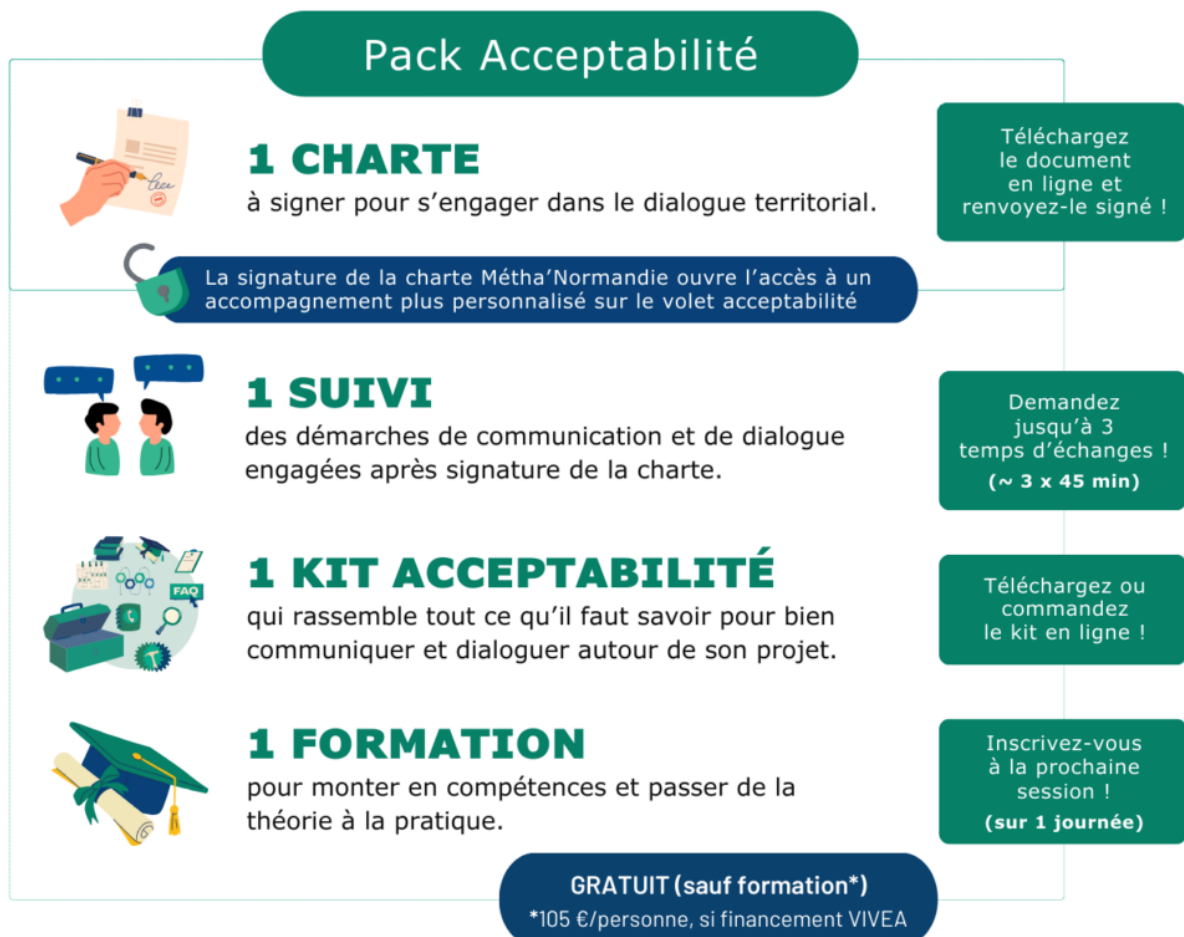 Pack Acceptabilité
1 CHARTE
à signer pour s’engager dans le dialogue territorial.
Téléchargez
le document
en ligne et
renvoyez-le signé !
La signature de la charte Métha’Normandie ouvre l’accès à un
accompagnement plus personnalisé sur le volet acceptabilité
1 SUIVI
des démarches de communication et de dialogue
engagées après signature de la charte.
Demandez
jusqu’à 3
temps d’échanges !
(~ 3 x 45 min)
FAQ
1 KIT ACCEPTABILITÉ
qui rassemble tout ce qu’il faut savoir pour bien
communiquer et dialoguer autour de son projet.
Téléchargez ou
commandez
le kit en ligne !
1 FORMATION
pour monter en compétences et passer de la
théorie à la pratique.
Inscrivez-vous
à la prochaine
session !
(sur 1 journée)
GRATUIT (sauf formation*)
*105 €/personne, si financement VIVEA